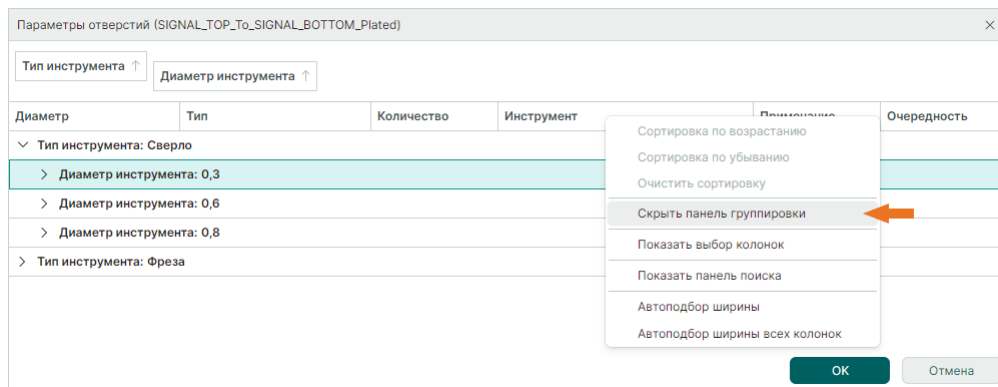 Параметры отверстий (SIGNAL_TOP_To_SIGNAL_BOTTOM_Plated)
Тип инструмента
Диаметр инструмента
Диаметр Тип Количество Инструмент Примечание Очередность
Тип инструмента: Сверло
Диаметр инструмента: 0,3
Диаметр инструмента: 0,6
Диаметр инструмента: 0,8
Тип инструмента: Фреза
Сортировка по возрастанию
Сортировка по убыванию
Очистить сортировку
Скрыть панель группировки
Показать выбор колонок
Показать панель поиска
Автоподбор ширины
Автоподбор ширины всех колонок
ОК Отмена